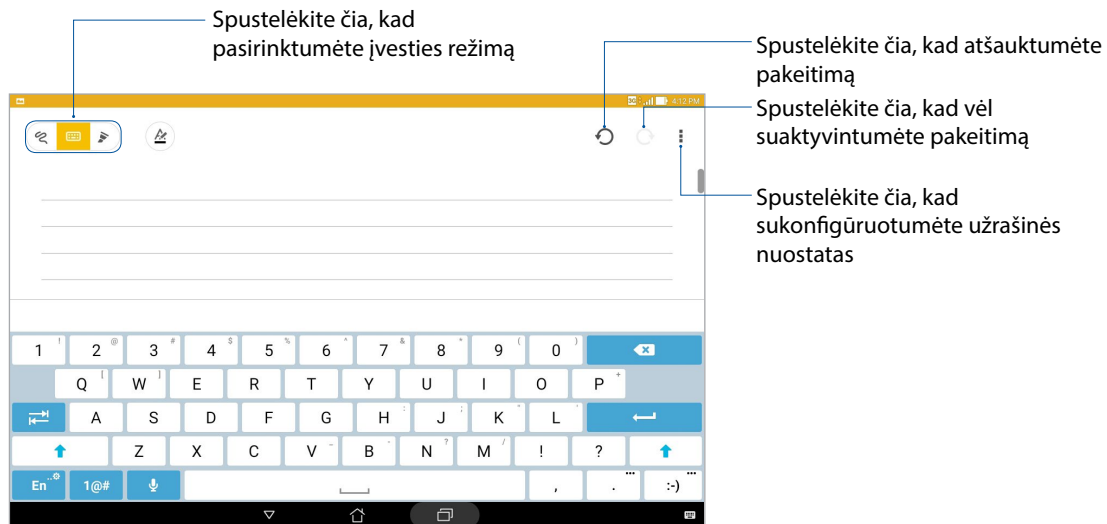 Spustelėkite čia, kad
pasirinktumėte įvesties režimą
Spustelėkite čia, kad atšauktumėte
pakeitimą
Spustelėkite čia, kad vėl
suaktyvintumėte pakeitimą
Spustelėkite čia, kad
sukonfigūruotumėte užrašinės
nuostatas
3G 4:12 PM
1 ! 2 @ 3 # 4 $ 5 % 6 ^ 7 & 8 * 9 ( 0 )
Q [ W ] E R T Y U I O P +
A S D F G H : J ; K " L '
Z X C V _ B - N ? M / ! ?
En 1@# , . :-)